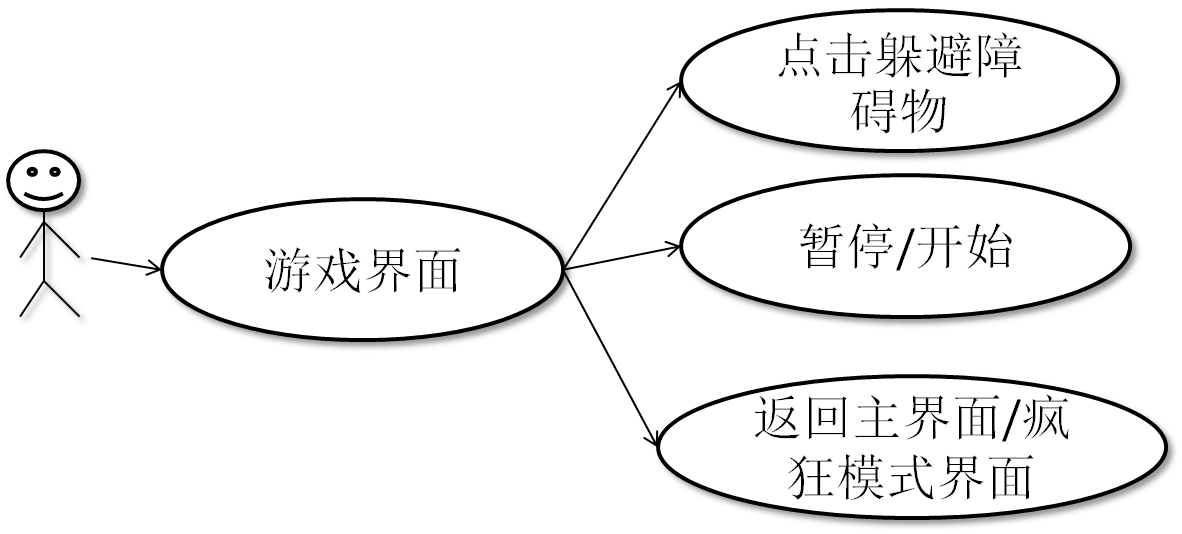 点击躲避障
碍物
暂停/开始
游戏界面
返回主界面/疯
狂模式界面